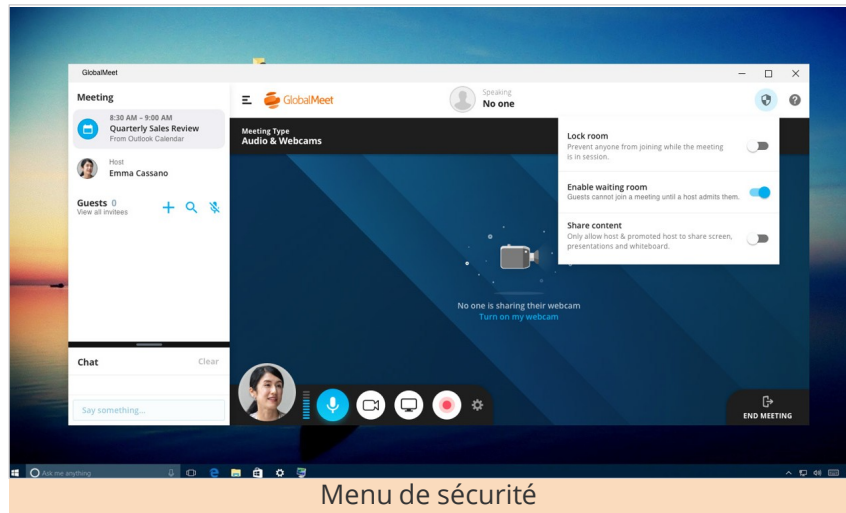 GlobalMeet
Meeting
8:30 AM – 9:00 AM
Quarterly Sales Review
From Outlook Calendar
Host
Emma Cassano
Guests 0
View all invitees
Chat
Clear
Say something...
GlobalMeet
Speaking
No one
Meeting Type
Audio & Webcams
Lock room
Prevent anyone from joining while the meeting
is in session.
Enable waiting room
Guests cannot join a meeting until a host admits them.
Share content
Only allow host & promoted host to share screen,
presentations and whiteboard.
No one is sharing their webcam
Turn on my webcam
END MEETING
Ask me anything
Menu de sécurité